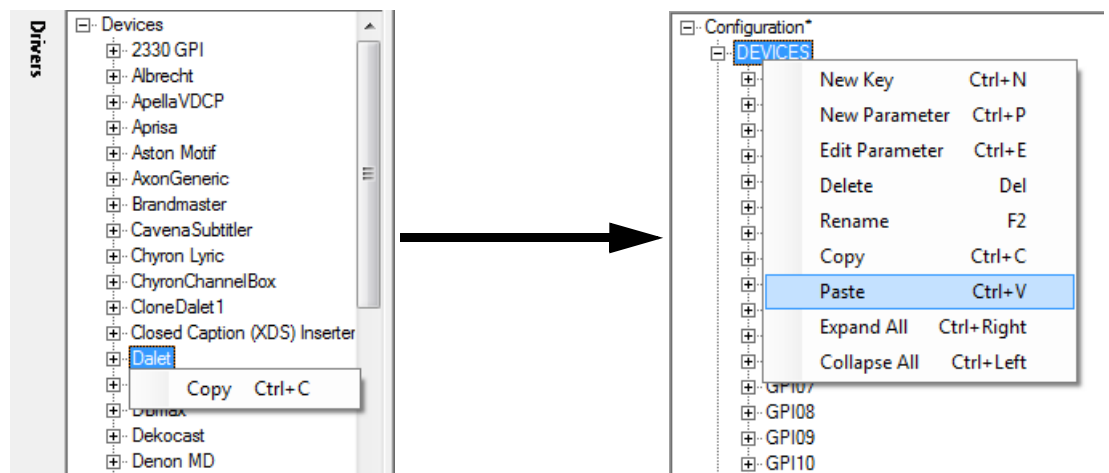 Drivers
Devices
2330 GPI
Albrecht
ApellaVDCP
Aprisa
Aston Motif
AxonGeneric
Brandmaster
CavenaSubtitler
Chyron Lyric
ChyronChannelBox
CloneDalet1
Closed Caption (XDS) Inserter
Dalet
Copy Ctrl+C
Dekocast
Denon MD
Configuration*
DEVICES
New Key Ctrl+N
New Parameter Ctrl+P
Edit Parameter Ctrl+E
Delete Del
Rename F2
Copy Ctrl+C
Paste Ctrl+V
Expand All Ctrl+Right
Collapse All Ctrl+Left
GPI07
GPI08
GPI09
GPI10